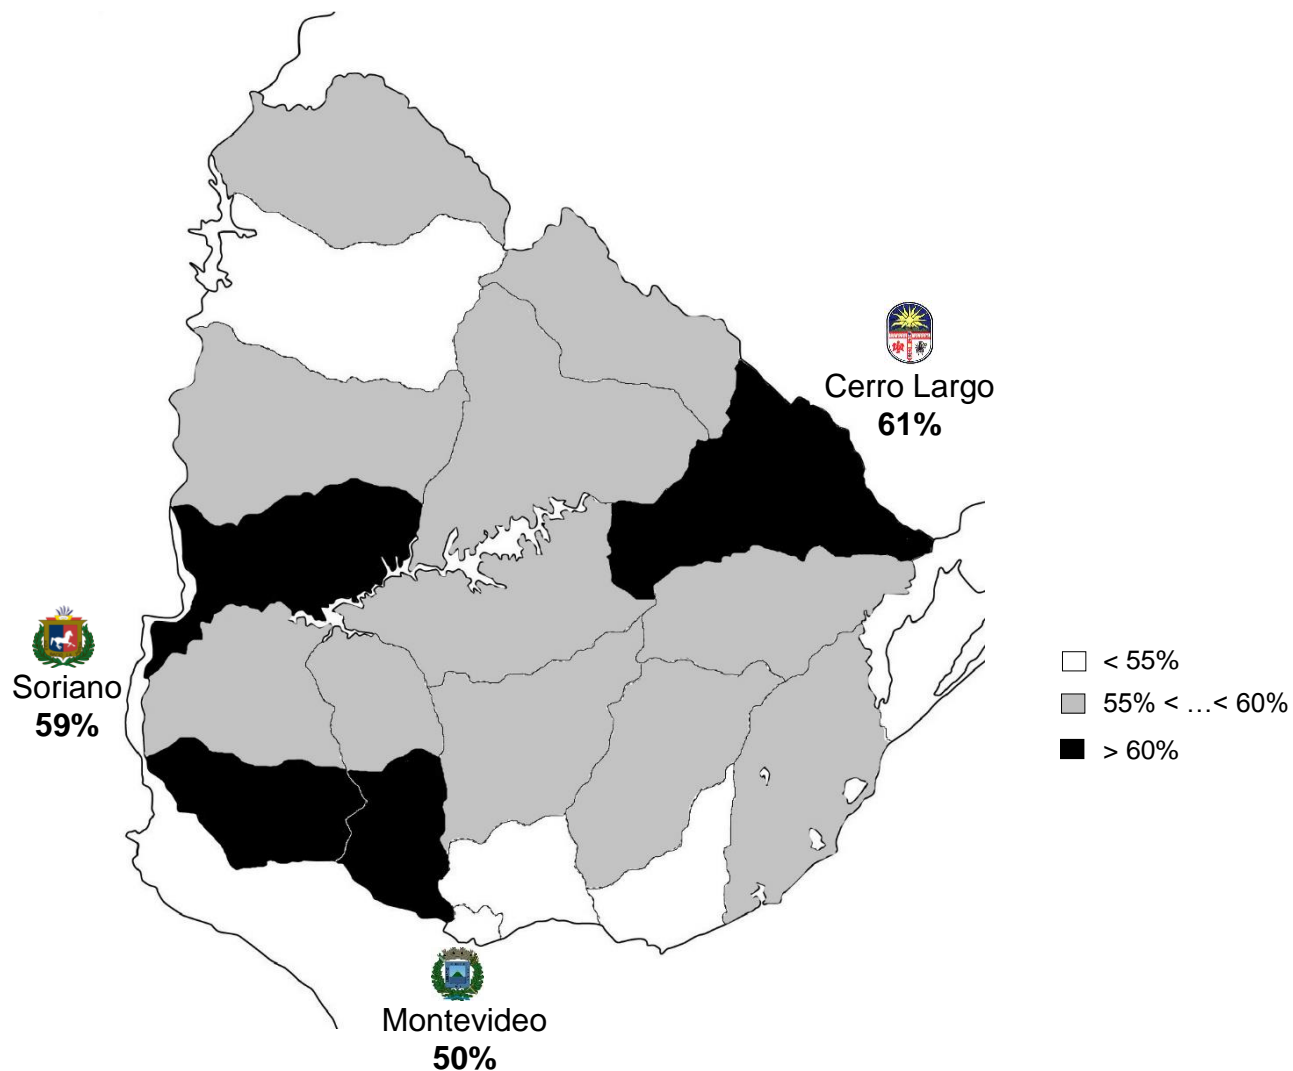 Cerro Largo
61%
Soriano
59%
< 55%
55% < …< 60%
> 60%
Montevideo
50%